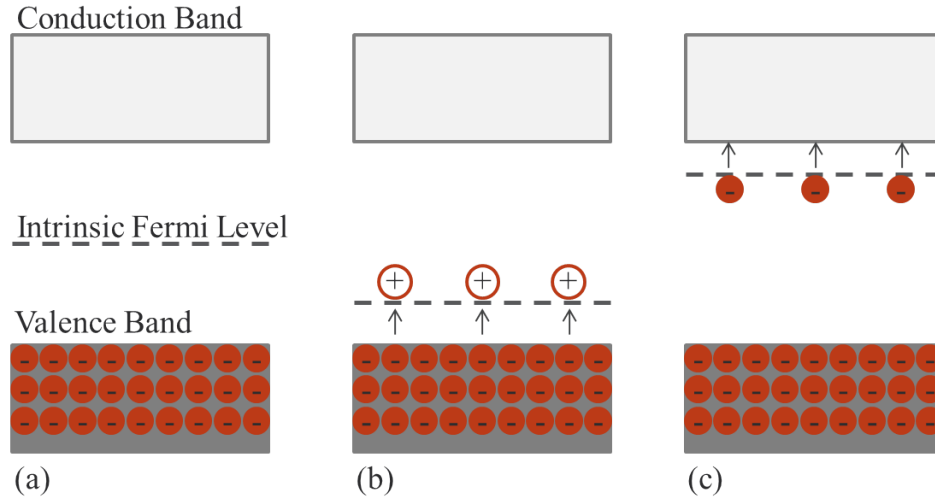 Conduction Band
Intrinsic Fermi Level
Valence Band
+ + +
- - -
- - - - - - - - -
- - - - - - - - -
- - - - - - - - -
- - - - - - - - -
- - - - - - - - -
- - - - - - - - -
- - - - - - - - -
- - - - - - - - -
- - - - - - - - -
(a) (b) (c)